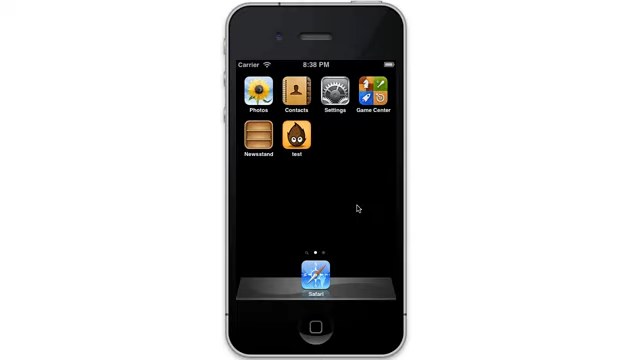 Carrier 8:38 PM
Photos Contacts Settings Game Center
Newsstand test
Safari